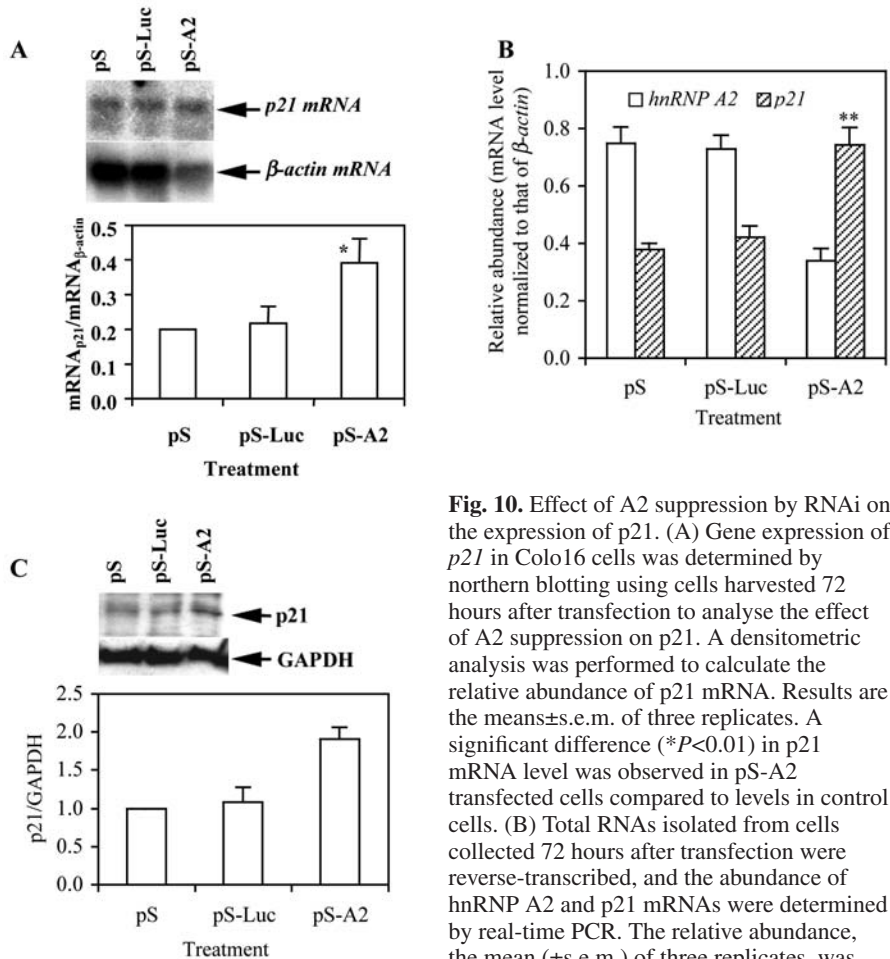 A
pS
pS-Luc
pS-A2
p21 mRNA
β-actin mRNA
mRNAp21/mRNAβ-actin
0.5
0.4
0.3
0.2
0.1
0.0
*
pS
pS-Luc
pS-A2
Treatment
B
Relative abundance (mRNA level
normalized to that of β-actin)
1.0
0.8
0.6
0.4
0.2
0.0
hnRNP A2
p21
**
pS
pS-Luc
pS-A2
Treatment
C
pS
pS-Luc
pS-A2
p21
GAPDH
p21/GAPDH
2.5
2.0
1.5
1.0
0.5
0.0
pS
pS-Luc
pS-A2
Treatment
Fig. 10. Effect of A2 suppression by RNAi on
the expression of p21. (A) Gene expression of
p21 in Colo16 cells was determined by
northern blotting using cells harvested 72
hours after transfection to analyse the effect
of A2 suppression on p21. A densitometric
analysis was performed to calculate the
relative abundance of p21 mRNA. Results are
the means±s.e.m. of three replicates. A
significant difference (*P<0.01) in p21
mRNA level was observed in pS-A2
transfected cells compared to levels in control
cells. (B) Total RNAs isolated from cells
collected 72 hours after transfection were
reverse-transcribed, and the abundance of
hnRNP A2 and p21 mRNAs were determined
by real-time PCR. The relative abundance,
the mean (±s.e.m.) of three replicates, was